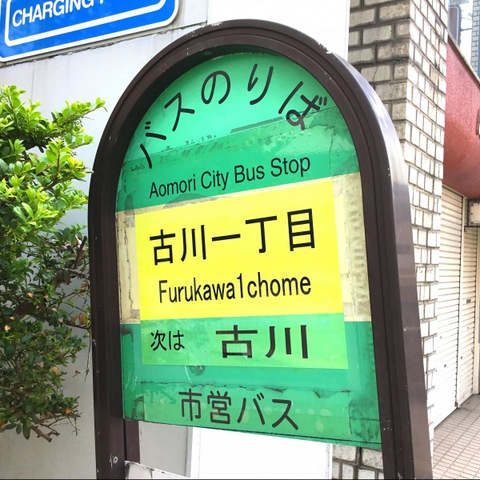 CHARGING
バスのりば
Aomori City Bus Stop
古川一丁目
Furukawa1chome
次は 古川
市営バス